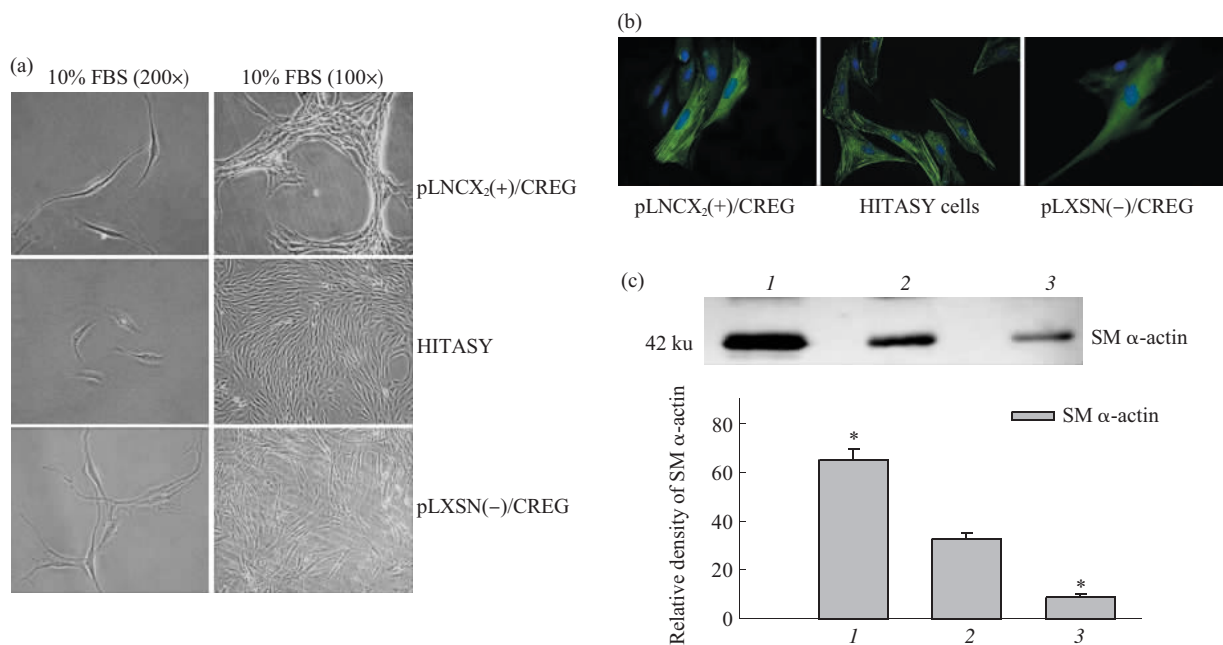 (a)
10% FBS (200×)
10% FBS (100×)
pLNCX₂(+)/CREG
HITASY
pLXSN(−)/CREG
(b)
pLNCX₂(+)/CREG
HITASY cells
pLXSN(−)/CREG
(c)
1 2 3
42 ku
SM α-actin
Relative density of SM α-actin
80
60
40
20
0
SM α-actin
*
*
1 2 3